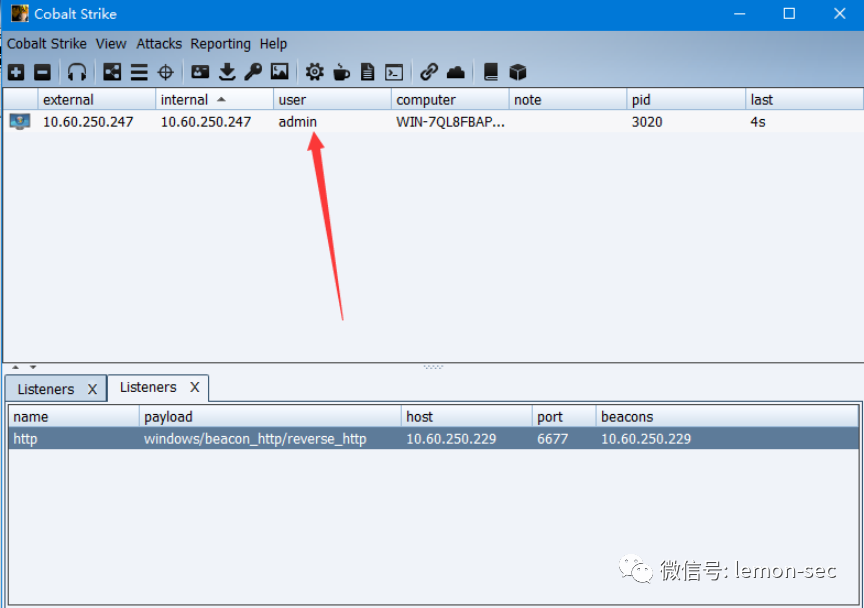 Cobalt Strike
Cobalt Strike View Attacks Reporting Help
external internal user computer note pid last
10.60.250.247 10.60.250.247 admin WIN-7QL8FBAP... 3020 4s
Listeners X Listeners X
name payload host port beacons
http windows/beacon_http/reverse_http 10.60.250.229 6677 10.60.250.229
微信号: lemon-sec